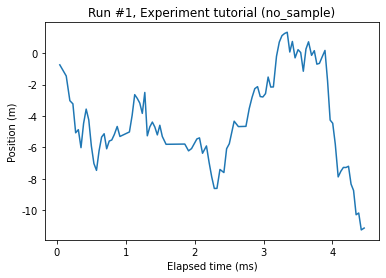 Run #1, Experiment tutorial (no_sample)
Position (m)
0
-2
-4
-6
-8
-10
0 1 2 3 4
Elapsed time (ms)